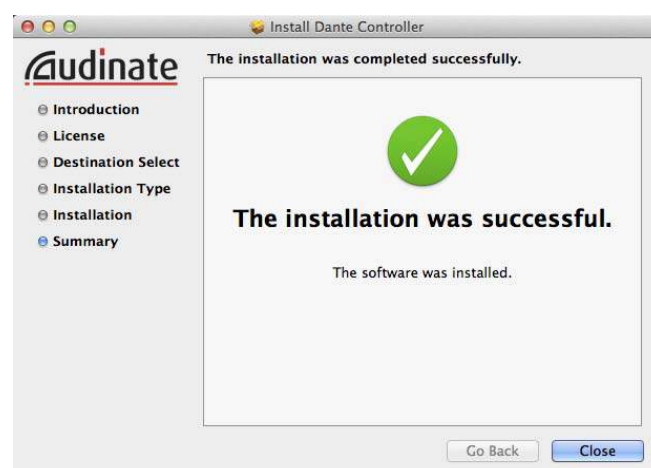 Install Dante Controller
Audinate
The installation was completed successfully.
Introduction
License
Destination Select
Installation Type
Installation
Summary
The installation was successful.
The software was installed.
Go Back
Close